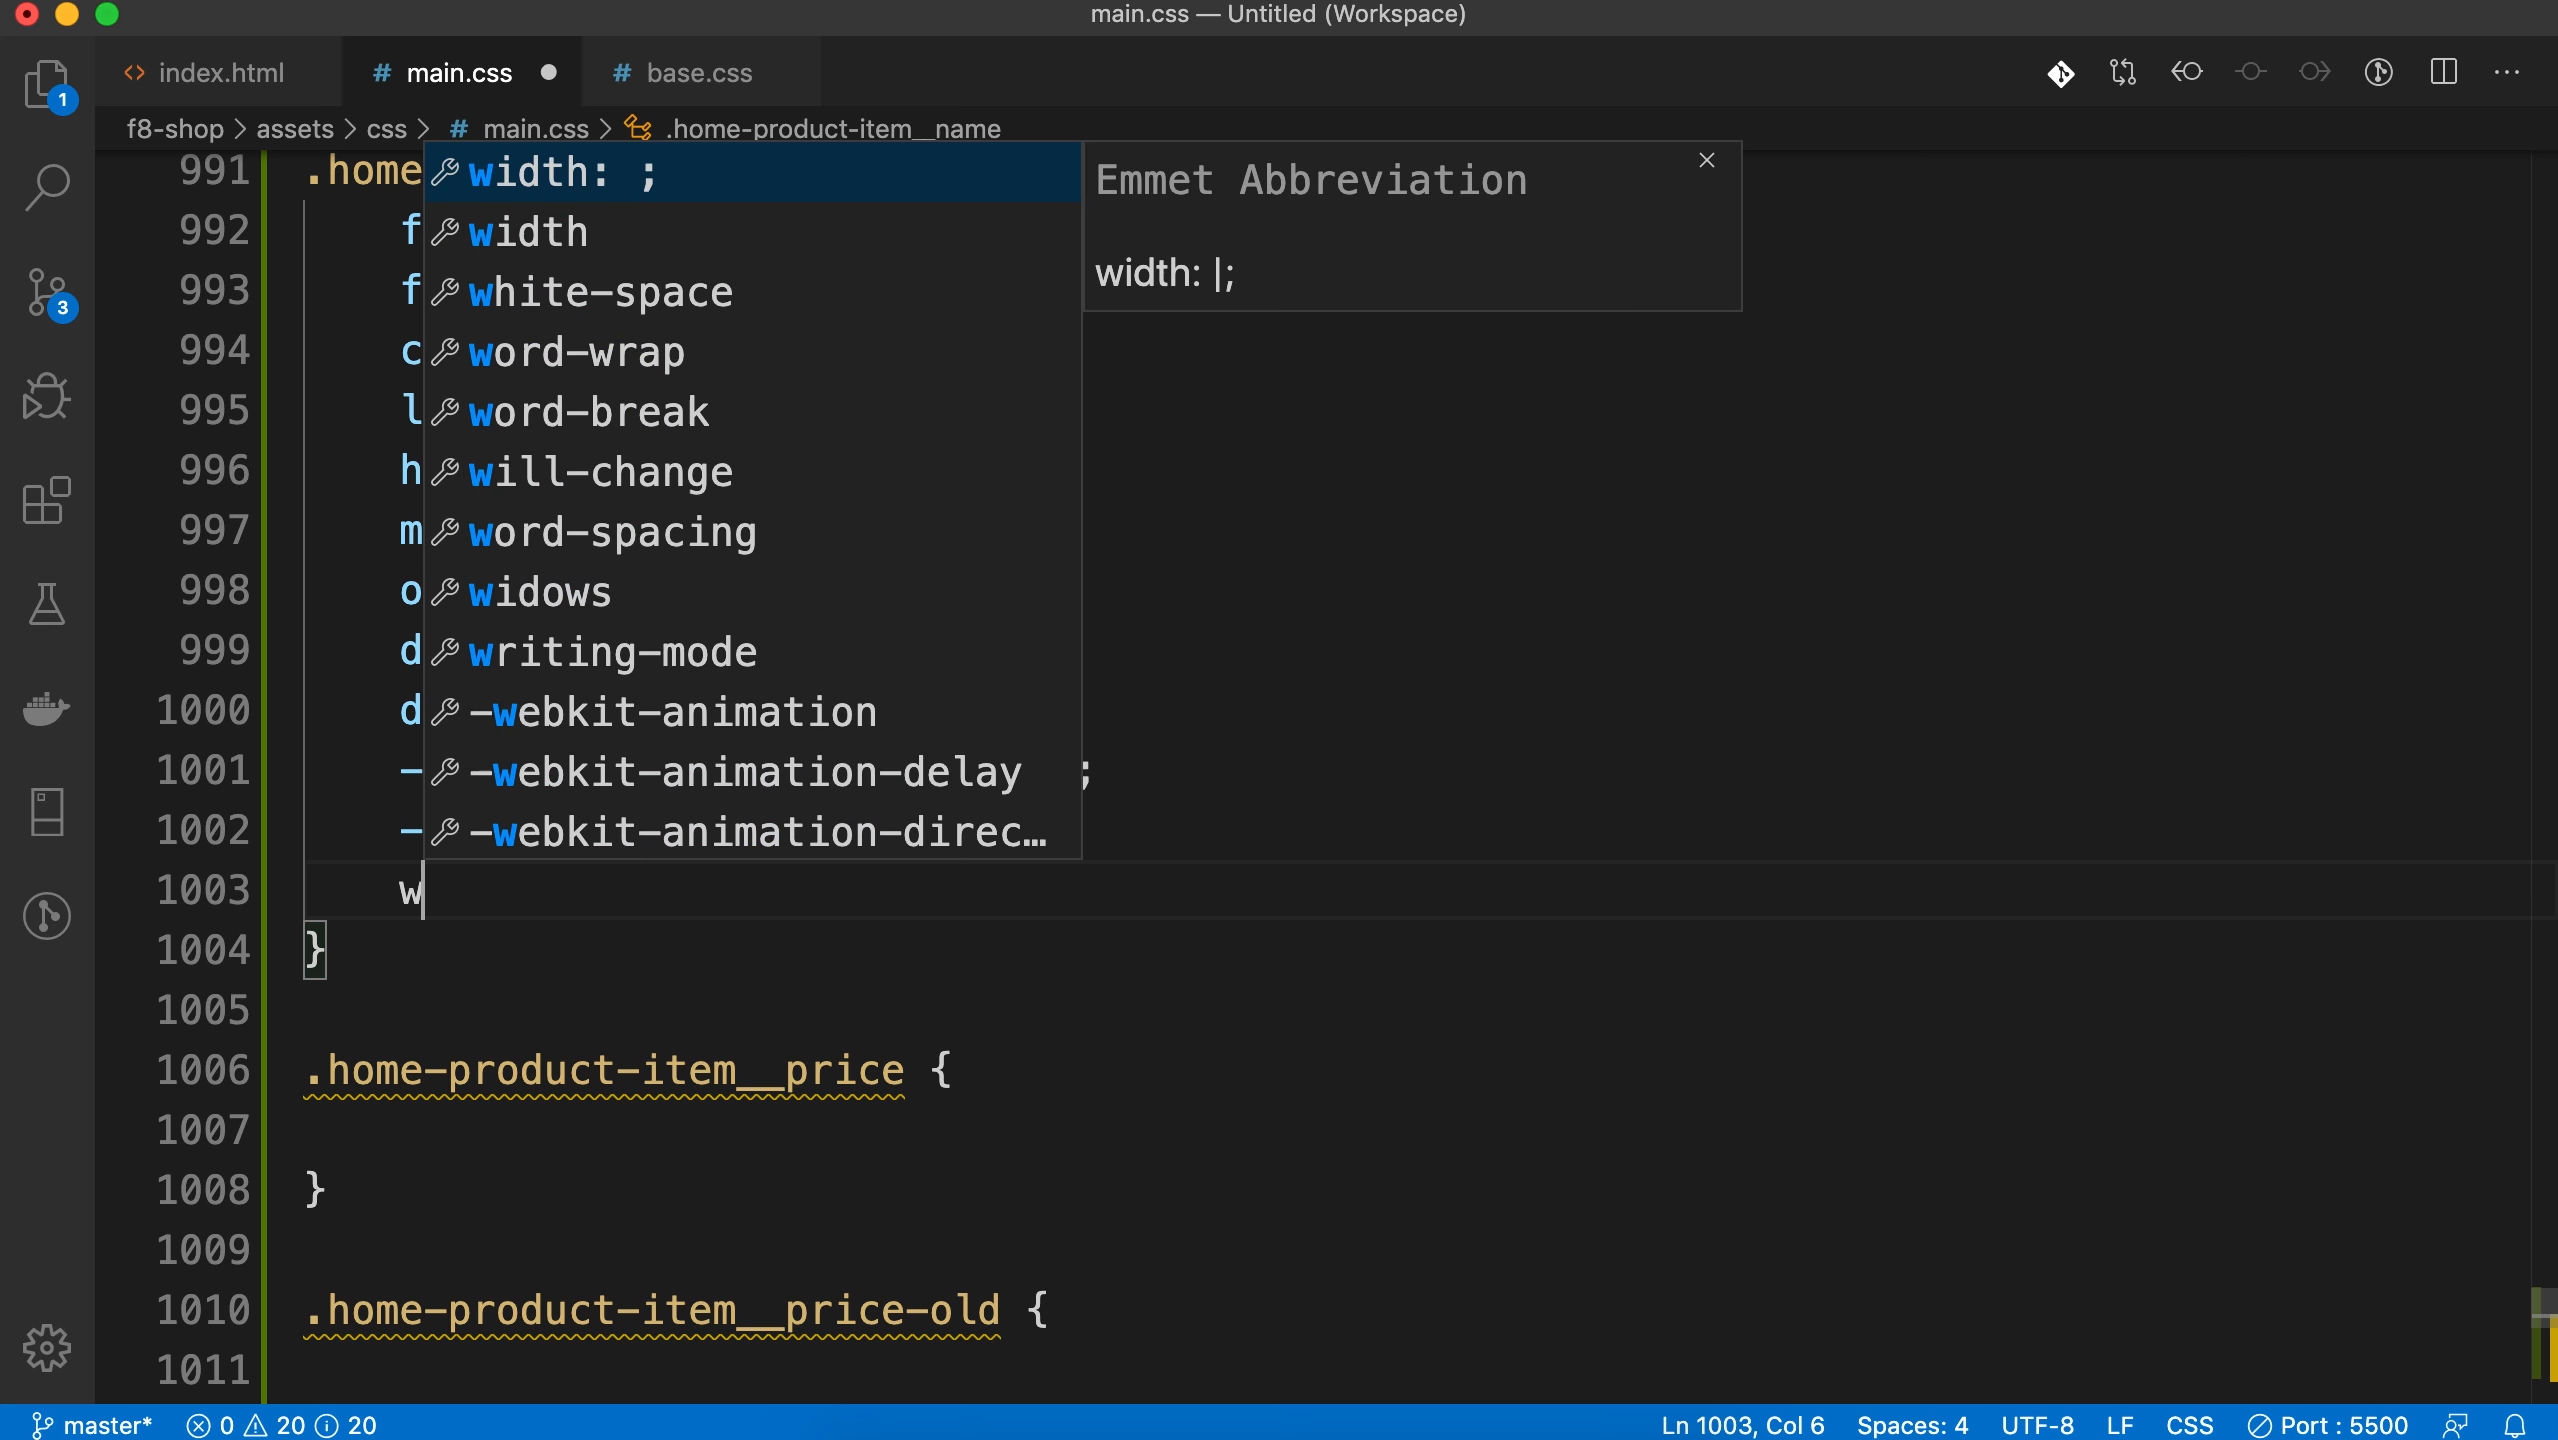 main.css — Untitled (Workspace)
1
3
index.html
# main.css
# base.css
f8-shop > assets > css > # main.css > .home-product-item__name
991 .home
992 f
993 f
994 c
995 l
996 h
997 m
998 o
999 d
1000 d
1001 - ;
1002 -
1003 w
1004 }
1005
1006 .home-product-item__price {
1007
1008 }
1009
1010 .home-product-item__price-old {
1011
width: ;
width
white-space
word-wrap
word-break
will-change
word-spacing
widows
writing-mode
-webkit-animation
-webkit-animation-delay
-webkit-animation-direc…
Emmet Abbreviation
width: |;
master* 0 20 20 Ln 1003, Col 6 Spaces: 4 UTF-8 LF CSS Port : 5500